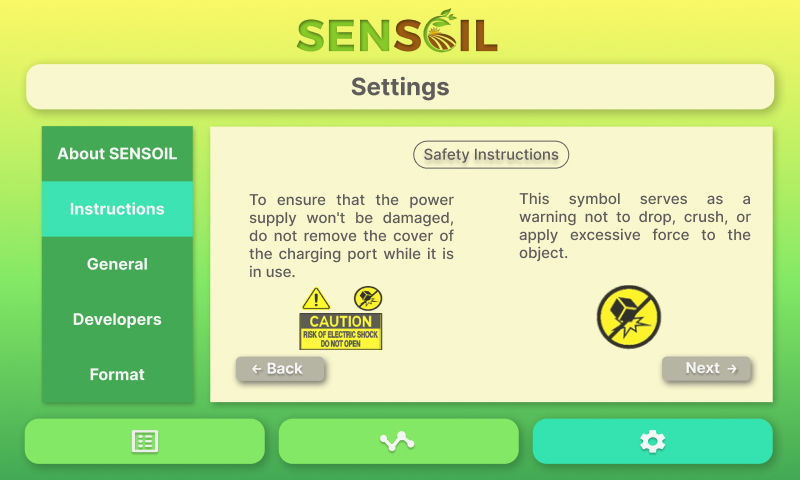 SENSOIL
Settings
About SENSOIL
Instructions
General
Developers
Format
Safety Instructions
To ensure that the power
supply won't be damaged,
do not remove the cover of
the charging port while it is
in use.
CAUTION
RISK OF ELECTRIC SHOCK
DO NOT OPEN
This symbol serves as a
warning not to drop, crush, or
apply excessive force to the
object.
← Back
Next →